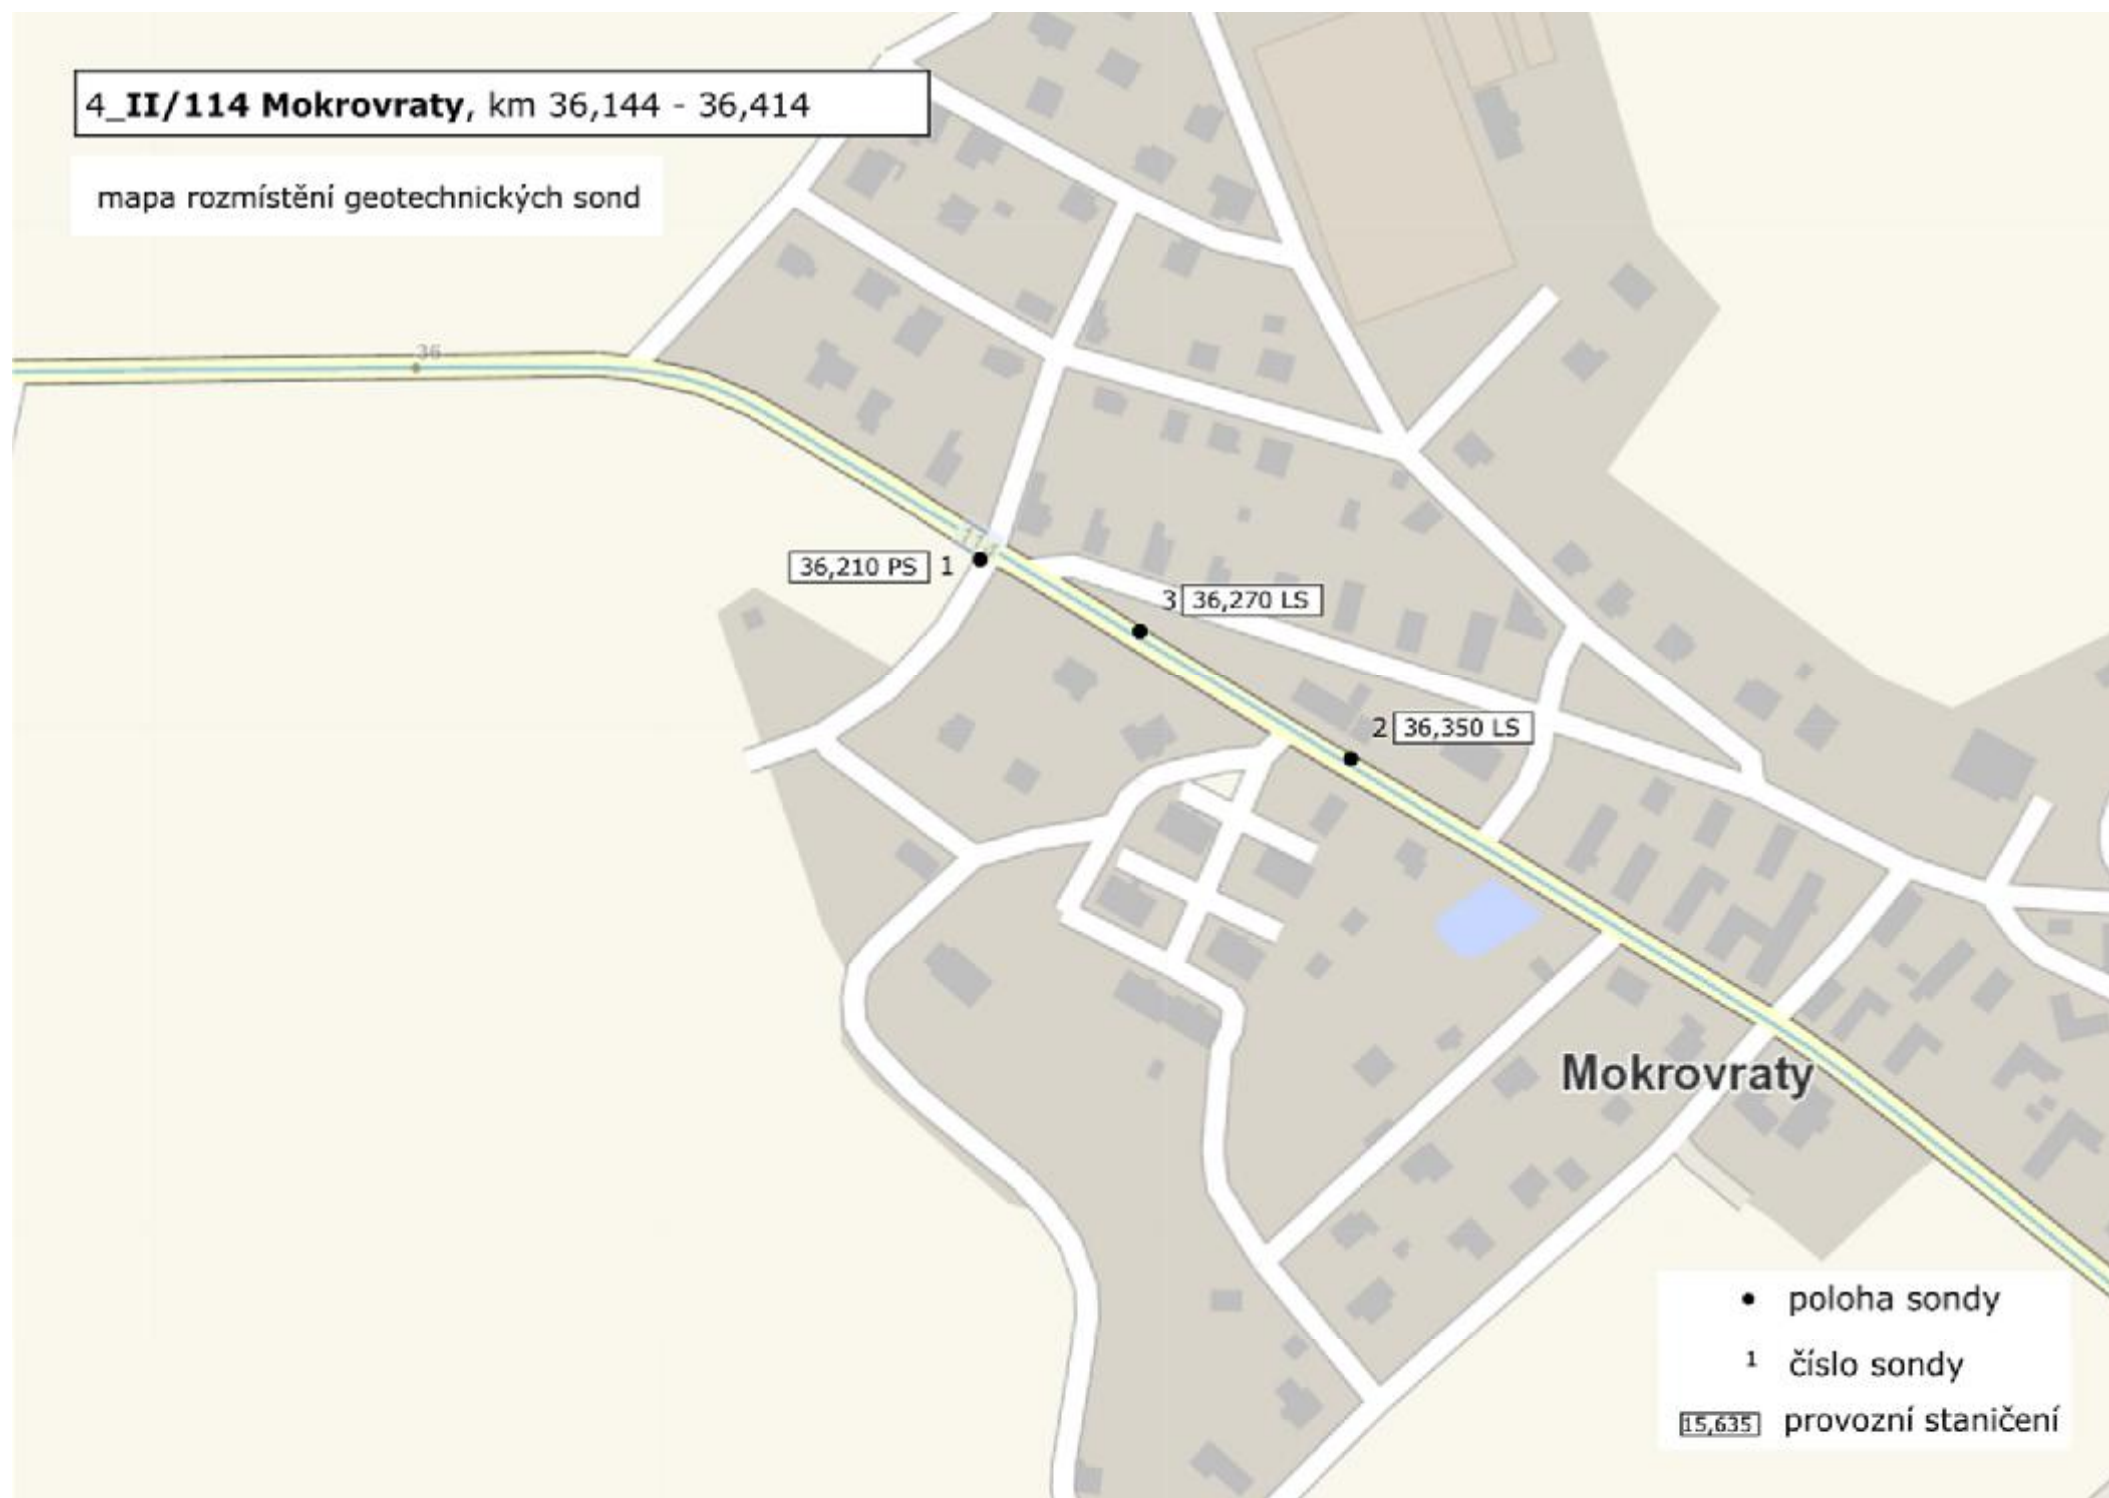 4_II/114 Mokrovraty, km 36,144 - 36,414
mapa rozmístění geotechnických sond
36
114
36,210 PS 1
3 36,270 LS
2 36,350 LS
Mokrovraty
poloha sondy
1 číslo sondy
15,635 provozní staničení